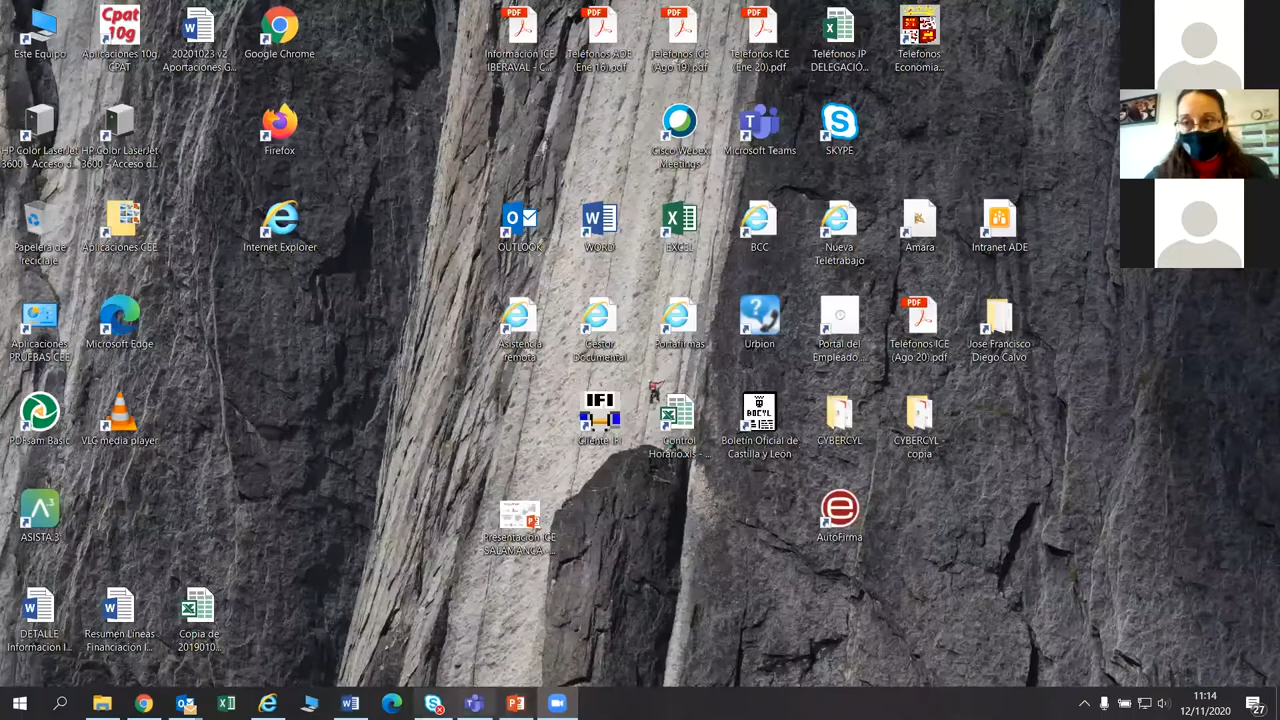 Este Equipo
Cpat
10g
Aplicaciones 10g
CPAT
20201023 v2
Aportaciones G...
Google Chrome
PDF
Información ICE
IBERAVAL - C...
PDF
Teléfonos ADE
(Ene 16).pdf
PDF
Teléfonos ICE
(Ago 19).pdf
PDF
Teléfonos ICE
(Ene 20).pdf
Teléfonos JP
DELEGACIÓ...
Telefonos
Economia...
HP Color LaserJet
3600 - Acceso d...
HP Color LaserJet
3600 - Acceso d...
Firefox
Cisco Webex
Meetings
Microsoft Teams
SKYPE
Papelera de
reciclaje
Aplicaciones CEE
Internet Explorer
OUTLOOK
WORD
EXCEL
BCC
Nueva
Teletrabajo
Amara
Intranet ADE
Aplicaciones
PRUEBAS CEE
Microsoft Edge
Asistencia
remota
Gestor
Documental
Portafirmas
Urbion
Portal del
Empleado...
PDF
Teléfonos ICE
(Ago 20).pdf
Jose Francisco
Diego Calvo
PDFsam Basic
VLC media player
IFI
Cliente IFI
Control
Horario.xls - ...
BOCYL
Boletín Oficial de
Castilla y Leon
CYBERCYL
CYBERCYL -
copia
ASISTA.3
Presentación ICE
SALAMANCA - ...
AutoFirma
DETALLE
Información I...
Resumen Líneas
Financiación I...
Copia de
2019010...
11:14
12/11/2020
27